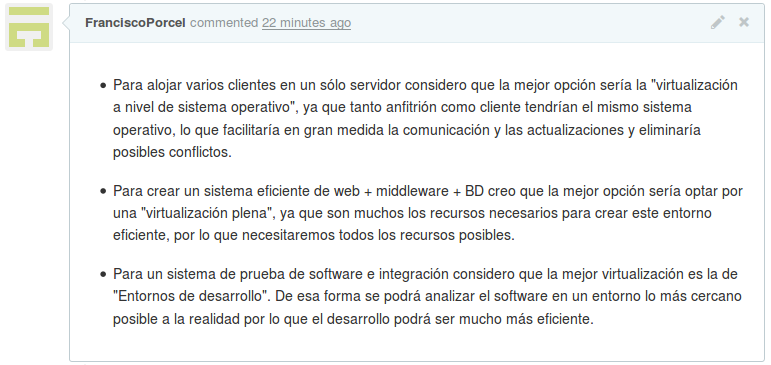 FranciscoPorcel commented 22 minutes ago
Para alojar varios clientes en un sólo servidor considero que la mejor opción sería la "virtualización
a nivel de sistema operativo", ya que tanto anfitrión como cliente tendrían el mismo sistema
operativo, lo que facilitaría en gran medida la comunicación y las actualizaciones y eliminaría
posibles conflictos.
Para crear un sistema eficiente de web + middleware + BD creo que la mejor opción sería optar por
una "virtualización plena", ya que son muchos los recursos necesarios para crear este entorno
eficiente, por lo que necesitaremos todos los recursos posibles.
Para un sistema de prueba de software e integración considero que la mejor virtualización es la de
"Entornos de desarrollo". De esa forma se podrá analizar el software en un entorno lo más cercano
posible a la realidad por lo que el desarrollo podrá ser mucho más eficiente.